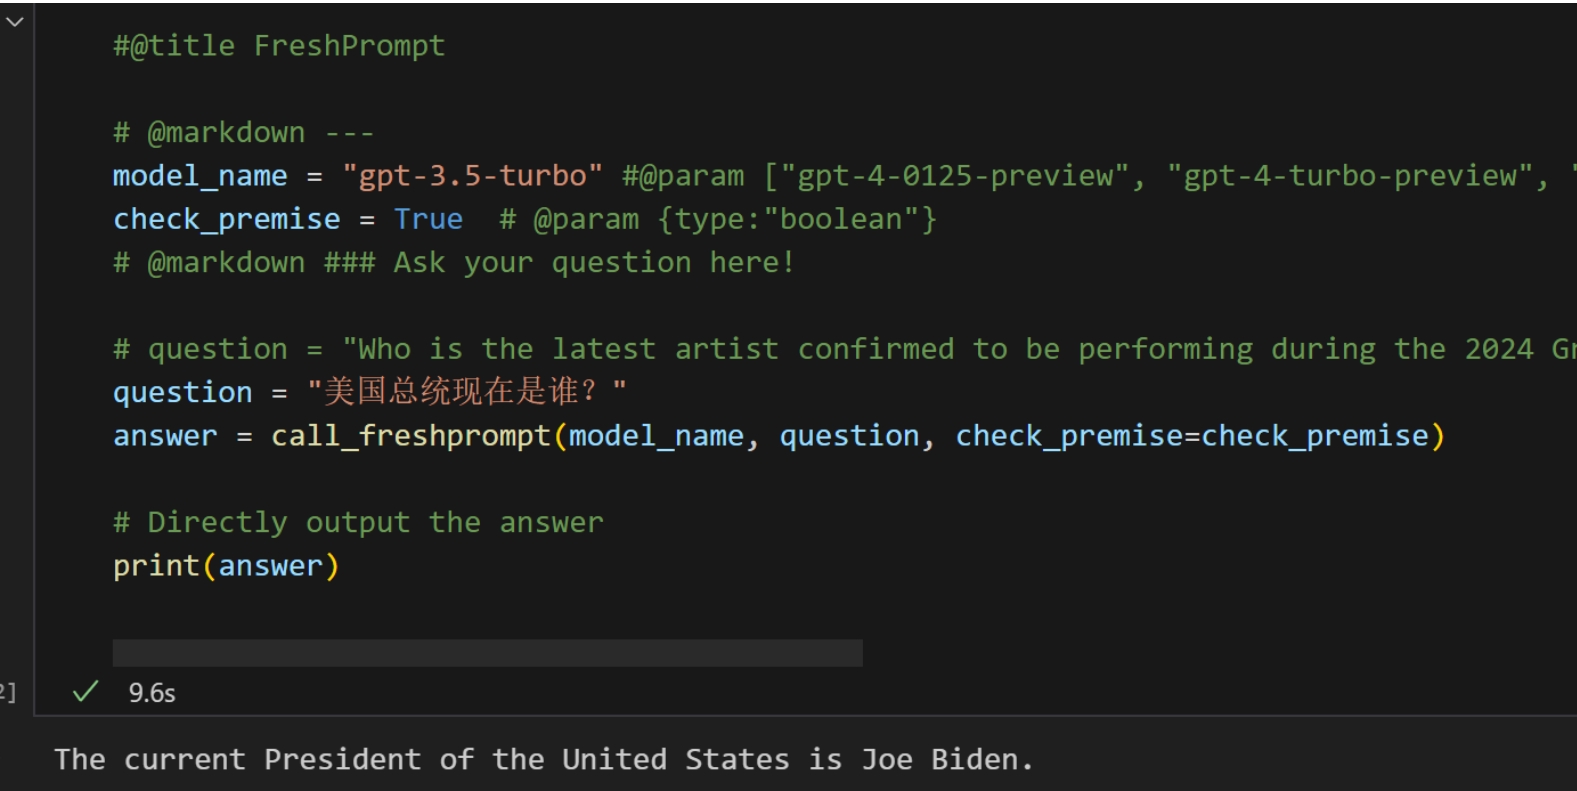 #@title FreshPrompt
# @markdown ---
model_name = "gpt-3.5-turbo" #@param ["gpt-4-0125-preview", "gpt-4-turbo-preview", "
check_premise = True  # @param {type:"boolean"}
# @markdown ### Ask your question here!
# question = "Who is the latest artist confirmed to be performing during the 2024 Gr
question = "美国总统现在是谁？"
answer = call_freshprompt(model_name, question, check_premise=check_premise)
# Directly output the answer
print(answer)
2] ✓ 9.6s
The current President of the United States is Joe Biden.